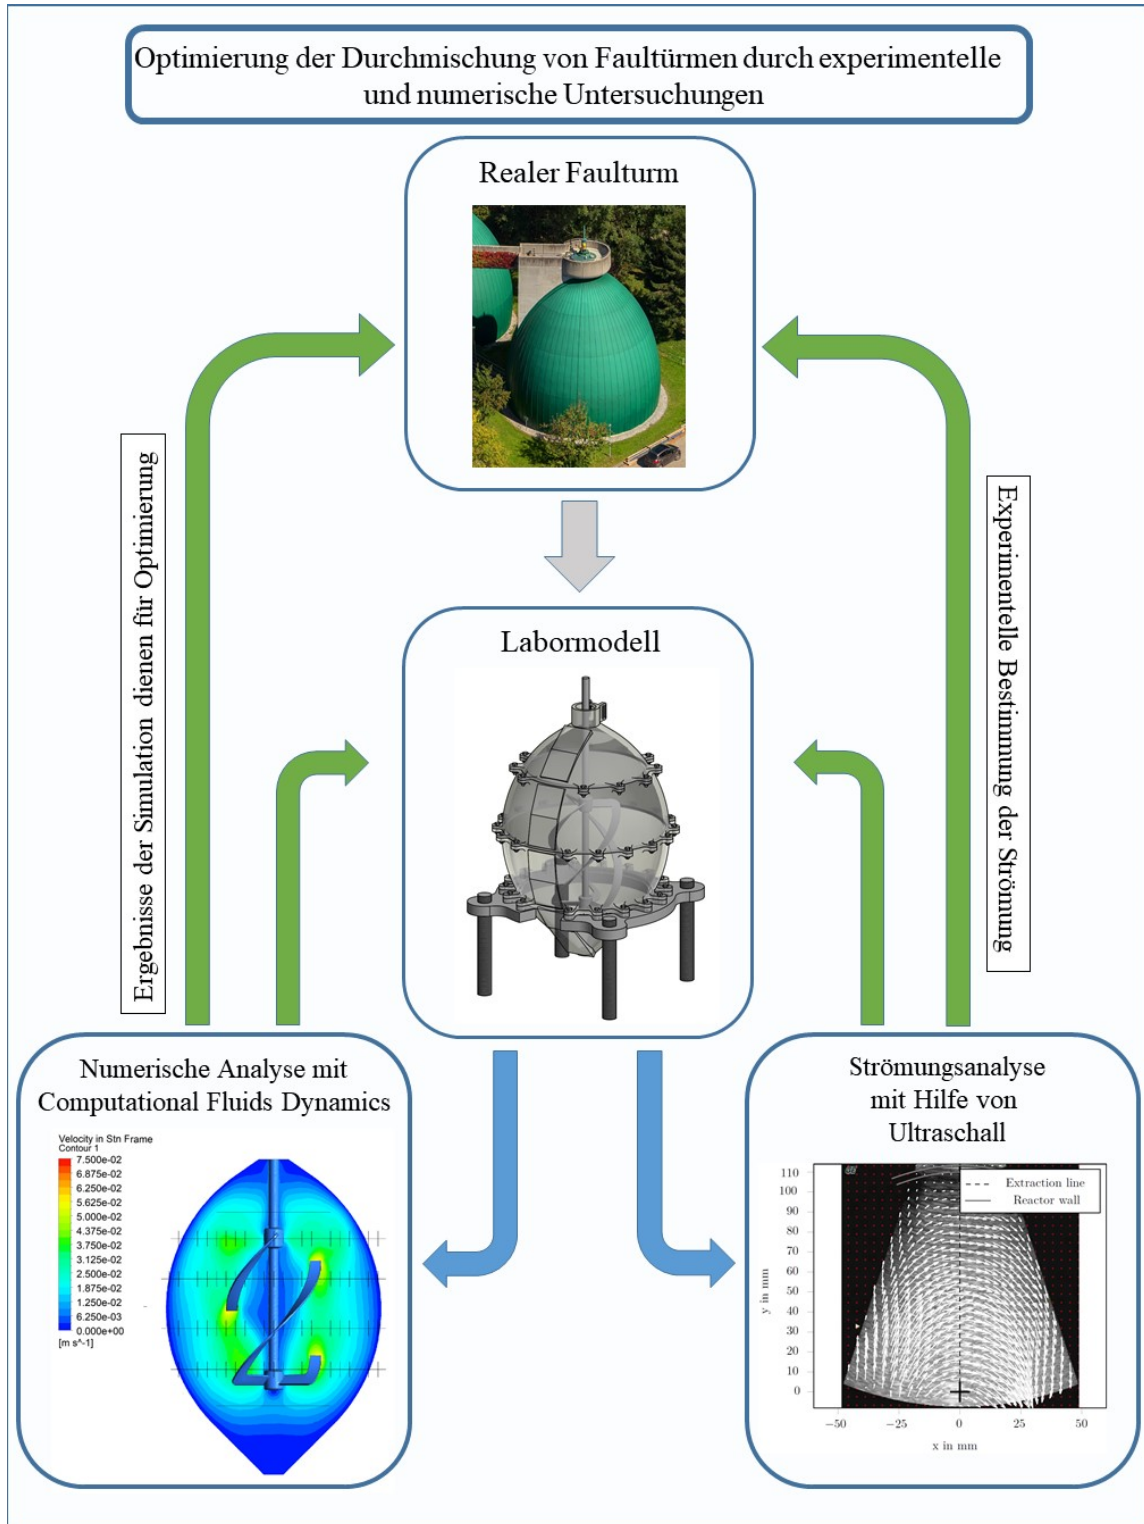 Optimierung der Durchmischung von Faultürmen durch experimentelle
und numerische Untersuchungen
Realer Faulturm
Ergebnisse der Simulation dienen für Optimierung
Experimentelle Bestimmung der Strömung
Labormodell
Numerische Analyse mit
Computational Fluids Dynamics
Velocity in Stn Frame
Contour 1
7.500e-02
6.875e-02
6.250e-02
5.625e-02
5.000e-02
4.375e-02
3.750e-02
3.125e-02
2.500e-02
1.875e-02
1.250e-02
6.250e-03
0.000e+00
[m s^-1]
Strömungsanalyse
mit Hilfe von
Ultraschall
Extraction line
Reactor wall
110
100
90
80
70
60
50
40
30
20
10
0
y in mm
−50 −25 0 25 50
x in mm